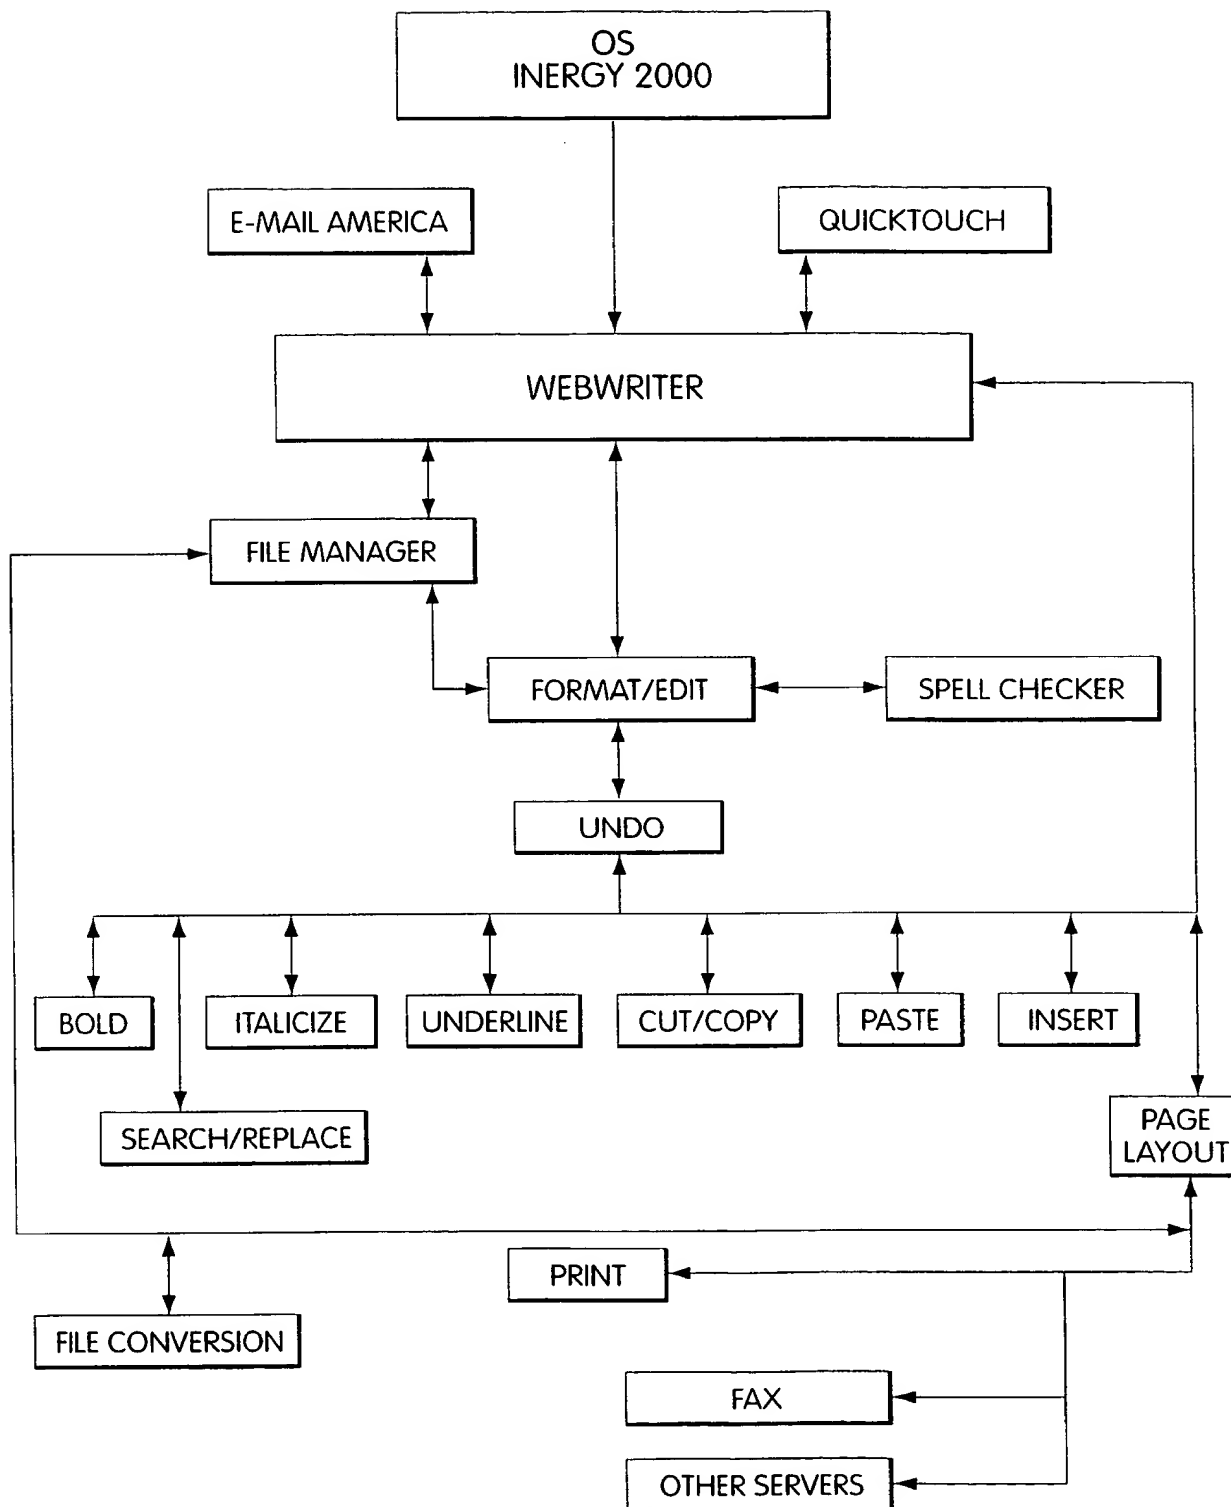 OS
INERGY 2000
E-MAIL AMERICA
QUICKTOUCH
WEBWRITER
FILE MANAGER
FORMAT/EDIT
SPELL CHECKER
UNDO
BOLD
ITALICIZE
UNDERLINE
CUT/COPY
PASTE
INSERT
SEARCH/REPLACE
PAGE
LAYOUT
PRINT
FILE CONVERSION
FAX
OTHER SERVERS